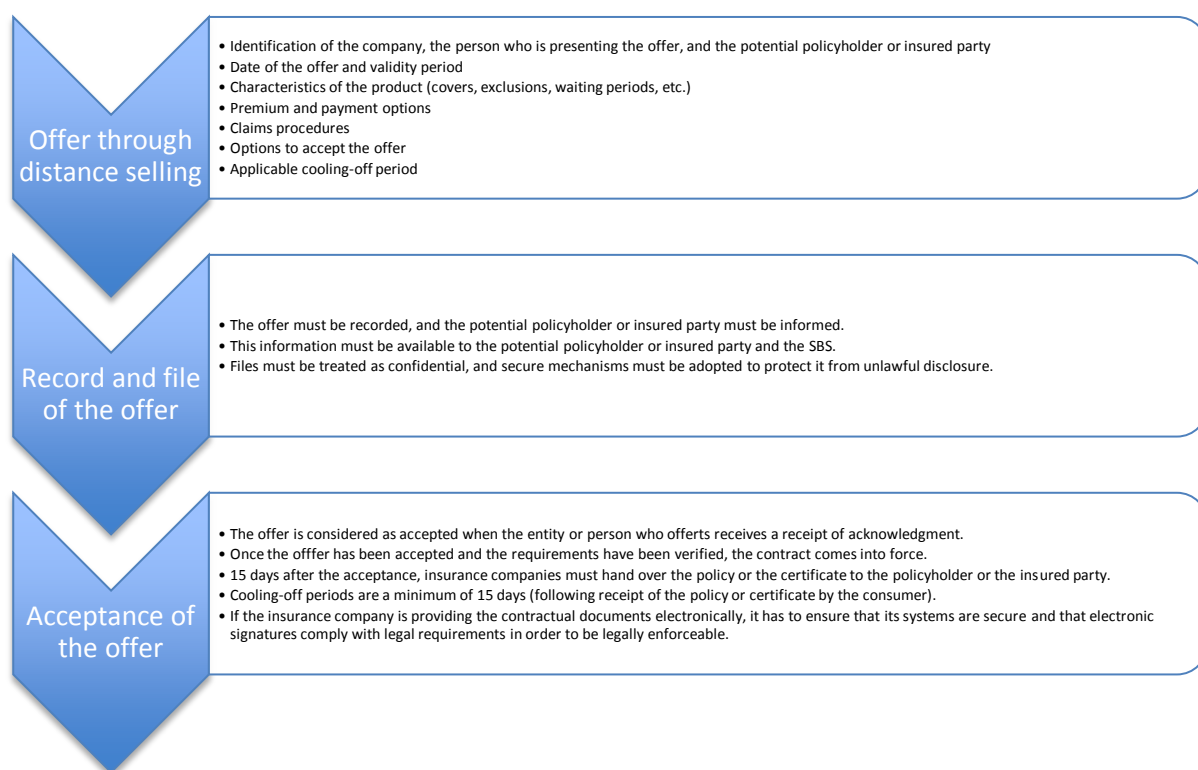 Offer through
distance selling
• Identification of the company, the person who is presenting the offer, and the potential policyholder or insured party
• Date of the offer and validity period
• Characteristics of the product (covers, exclusions, waiting periods, etc.)
• Premium and payment options
• Claims procedures
• Options to accept the offer
• Applicable cooling-off period
Record and file
of the offer
• The offer must be recorded, and the potential policyholder or insured party must be informed.
• This information must be available to the potential policyholder or insured party and the SBS.
• Files must be treated as confidential, and secure mechanisms must be adopted to protect it from unlawful disclosure.
Acceptance of
the offer
• The offer is considered as accepted when the entity or person who offerts receives a receipt of acknowledgment.
• Once the offfer has been accepted and the requirements have been verified, the contract comes into force.
• 15 days after the acceptance, insurance companies must hand over the policy or the certificate to the policyholder or the insured party.
• Cooling-off periods are a minimum of 15 days (following receipt of the policy or certificate by the consumer).
• If the insurance company is providing the contractual documents electronically, it has to ensure that its systems are secure and that electronic
signatures comply with legal requirements in order to be legally enforceable.